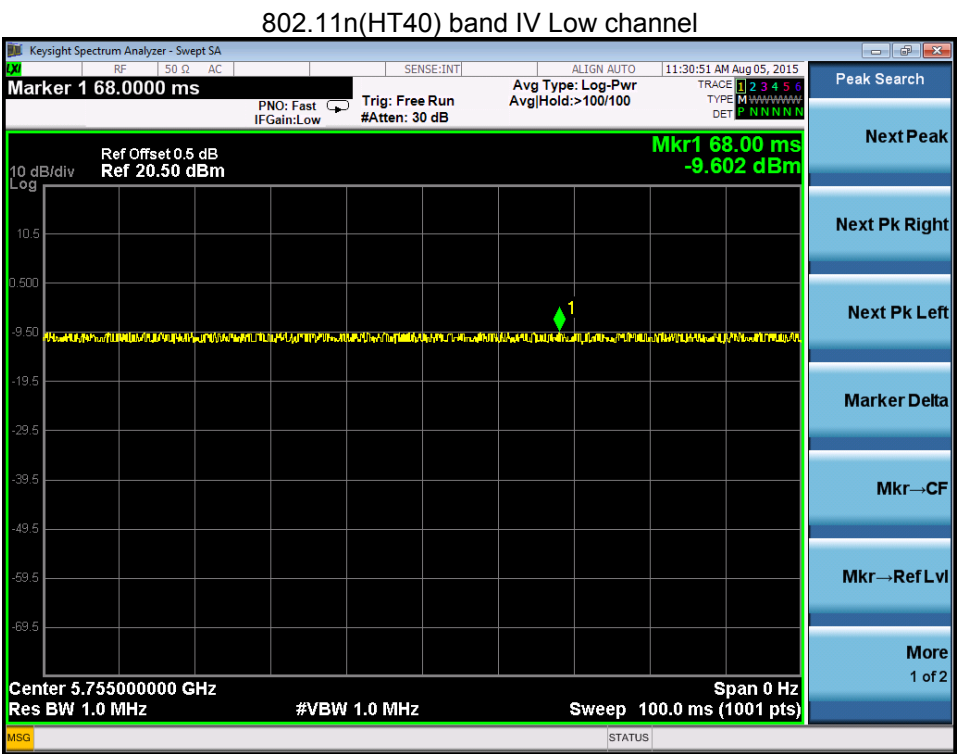 802.11n(HT40) band IV Low channel
Keysight Spectrum Analyzer - Swept SA
LXI RF 50 Ω AC SENSE:INT ALIGN AUTO 11:30:51 AM Aug 05, 2015
Marker 1 68.0000 ms
PNO: Fast
IFGain:Low
Trig: Free Run
#Atten: 30 dB
Avg Type: Log-Pwr
Avg|Hold:>100/100
TRACE 1 2 3 4 5 6
TYPE M WWWWW
DET P N N N N N
Peak Search
Next Peak
Next Pk Right
Next Pk Left
Marker Delta
Mkr→CF
Mkr→Ref Lvl
More
1 of 2
Mkr1 68.00 ms
-9.602 dBm
Ref Offset 0.5 dB
10 dB/div Ref 20.50 dBm
Log
10.5
0.500
1
-9.50
-19.5
-29.5
-39.5
-49.5
-59.5
-69.5
Center 5.755000000 GHz Span 0 Hz
Res BW 1.0 MHz #VBW 1.0 MHz Sweep 100.0 ms (1001 pts)
MSG STATUS